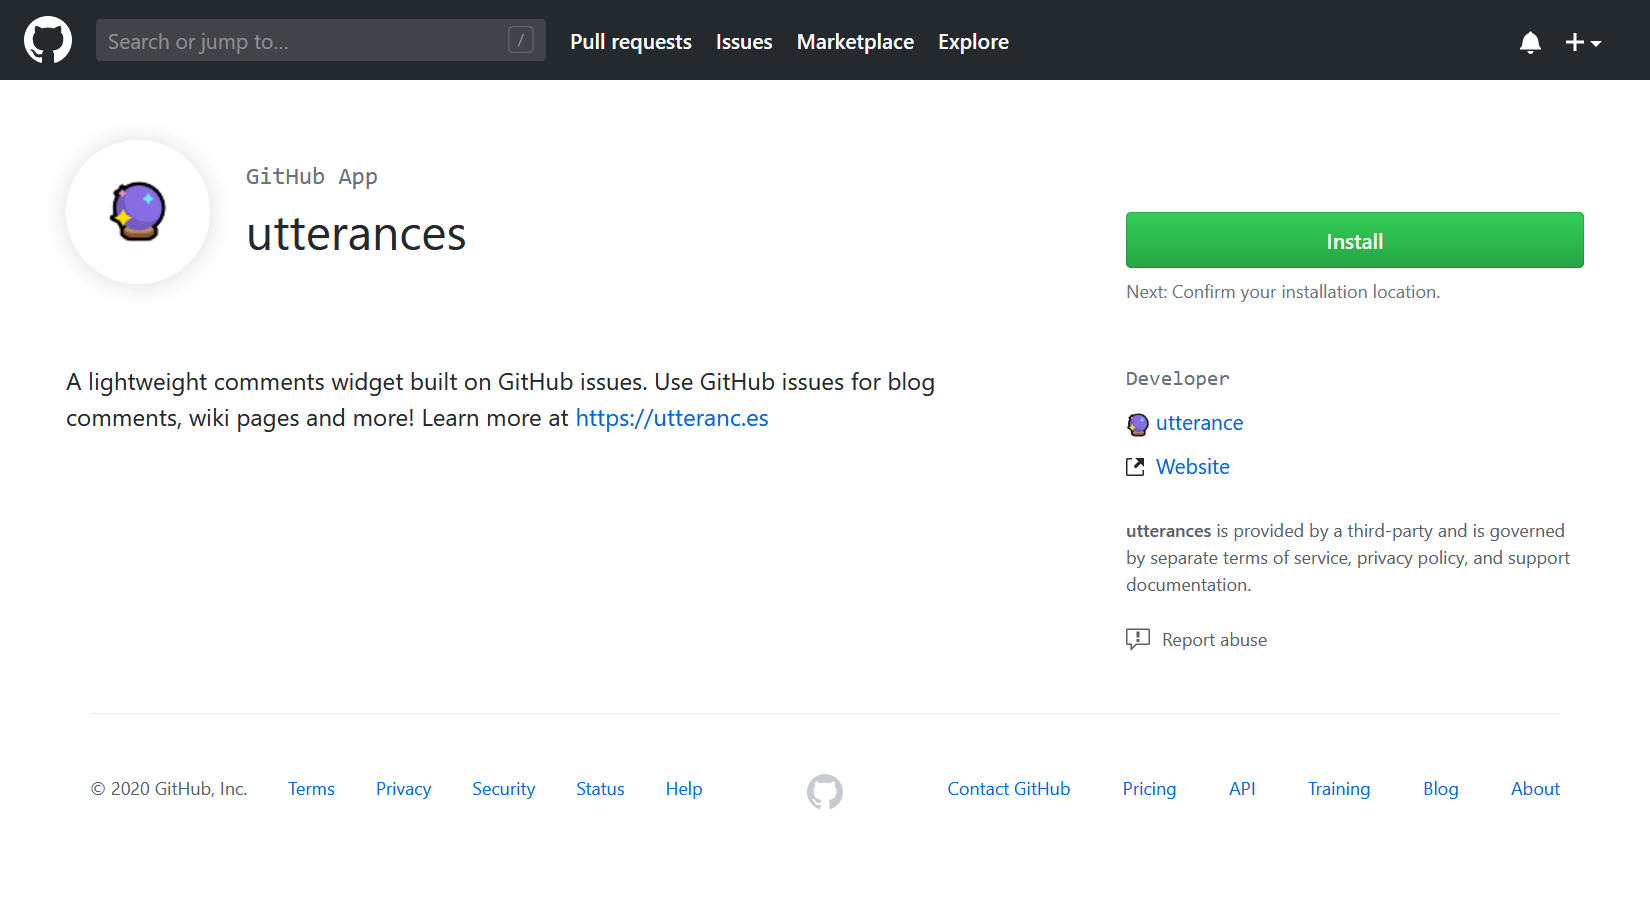 Search or jump to...
/
Pull requests
Issues
Marketplace
Explore
GitHub App
utterances
Install
Next: Confirm your installation location.
A lightweight comments widget built on GitHub issues. Use GitHub issues for blog
comments, wiki pages and more! Learn more at https://utteranc.es
Developer
utterance
Website
utterances is provided by a third-party and is governed
by separate terms of service, privacy policy, and support
documentation.
Report abuse
© 2020 GitHub, Inc.
Terms
Privacy
Security
Status
Help
Contact GitHub
Pricing
API
Training
Blog
About